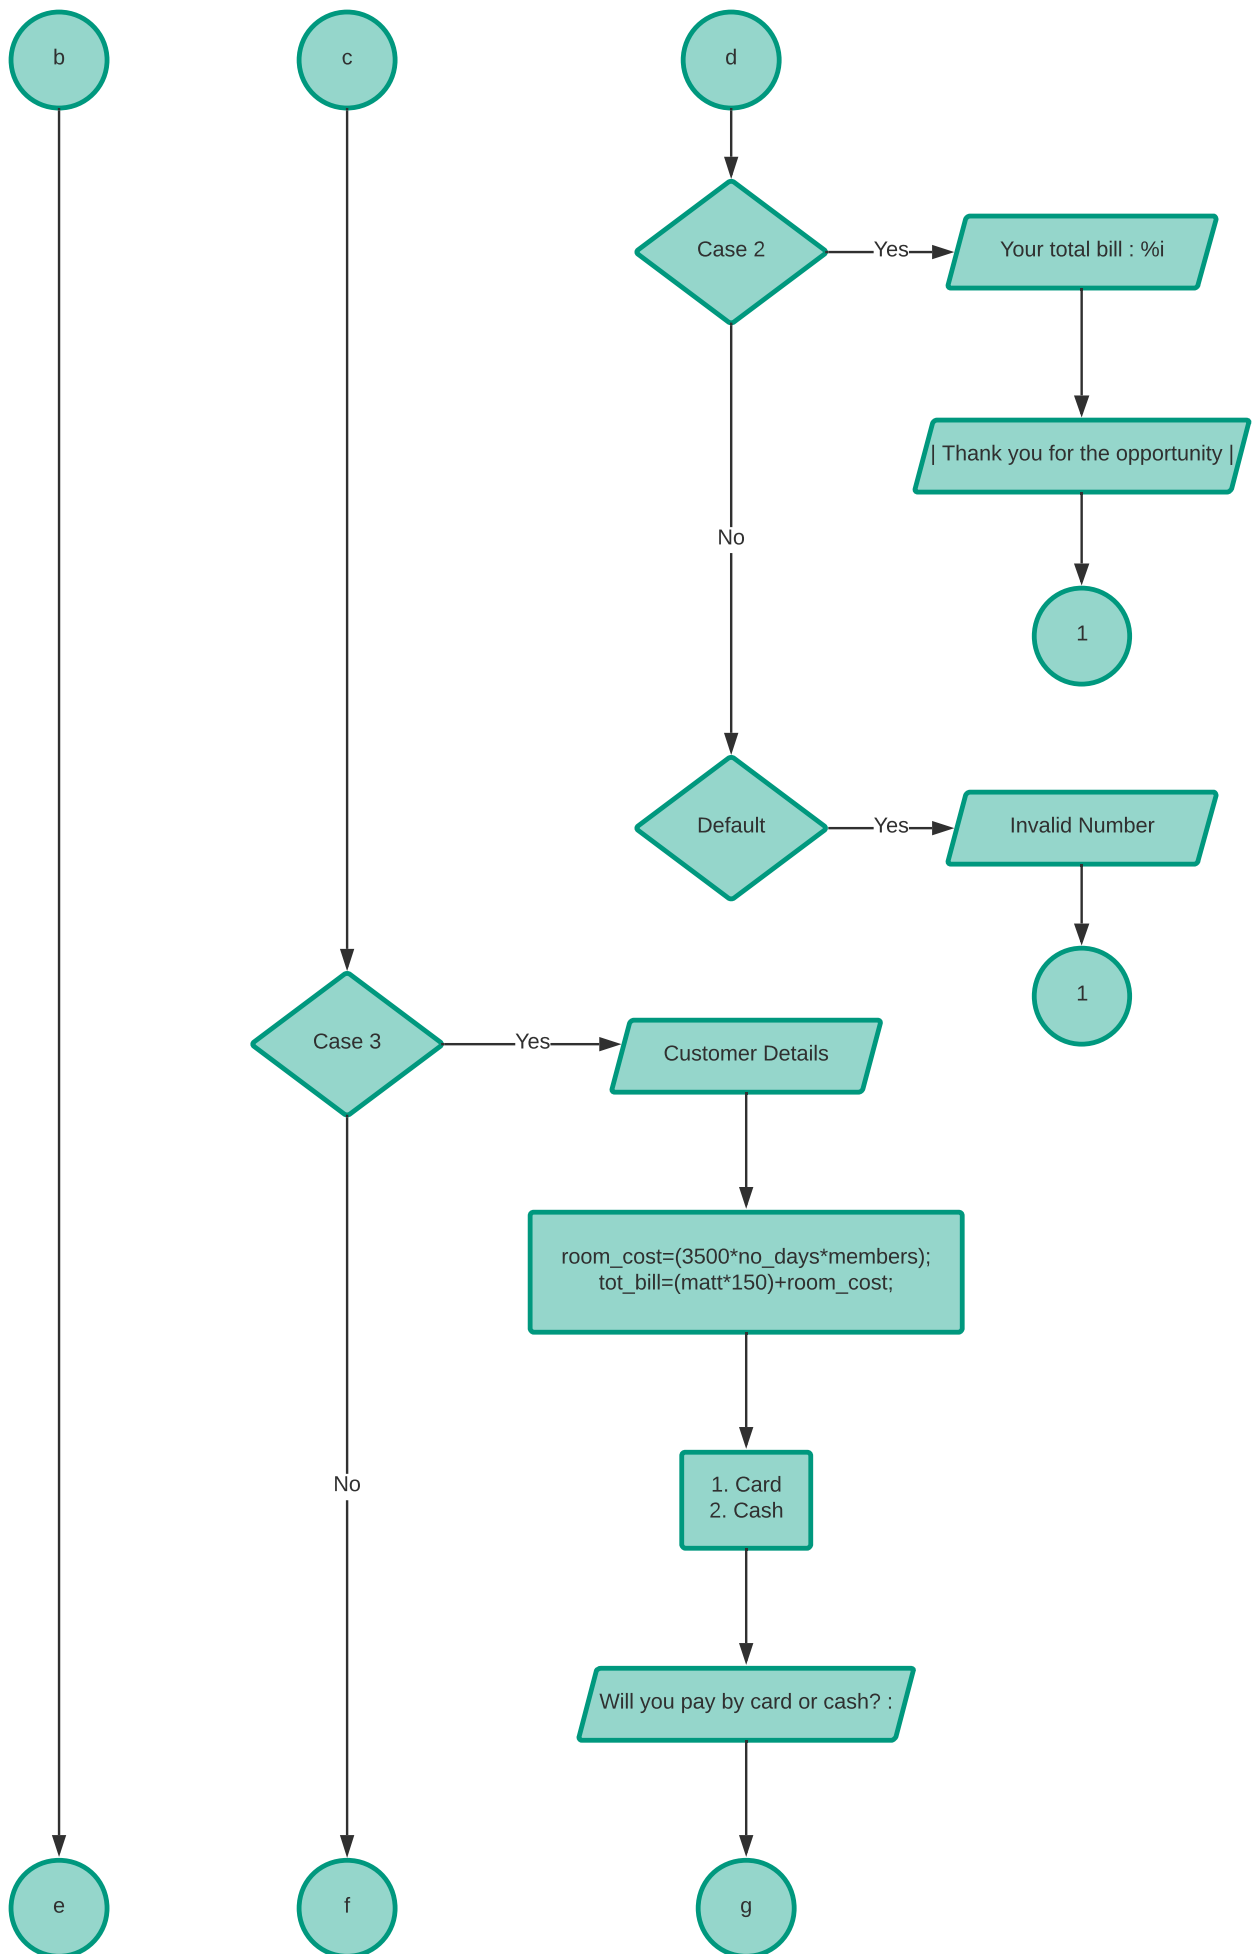 b
c
d
Case 2
Yes
Your total bill : %i
| Thank you for the opportunity |
No
1
Default
Yes
Invalid Number
1
Case 3
Yes
Customer Details
room_cost=(3500*no_days*members);
tot_bill=(matt*150)+room_cost;
No
1. Card
2. Cash
Will you pay by card or cash? :
e
f
g